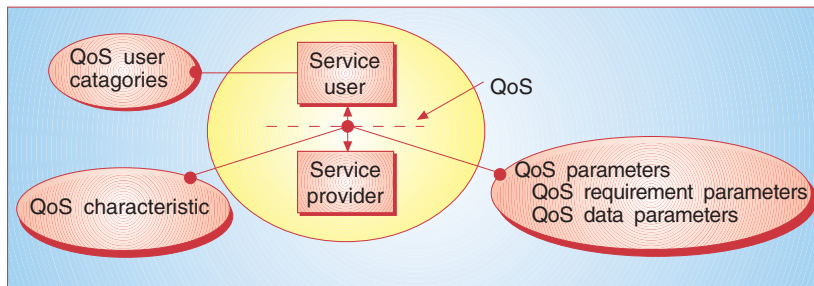 QoS user
catagories
Service
user
QoS
Service
provider
QoS characteristic
QoS parameters
QoS requirement parameters
QoS data parameters